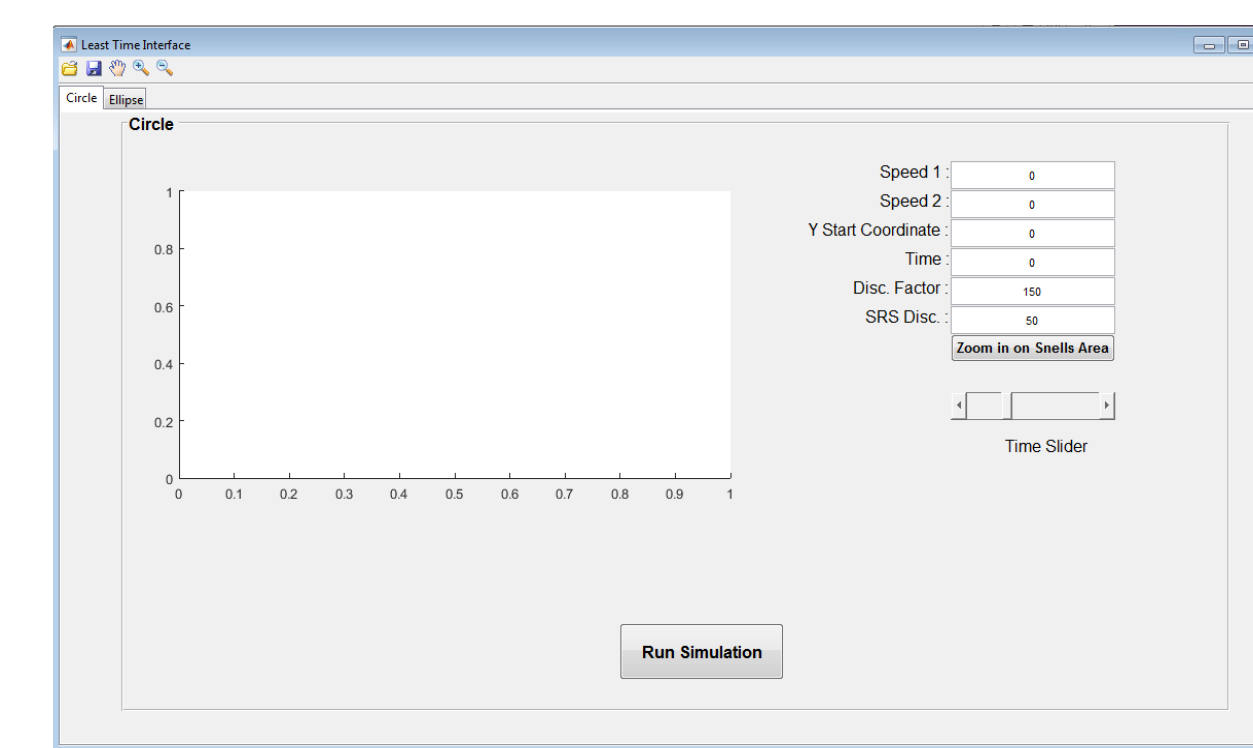 Least Time Interface
Circle Ellipse
Circle
Speed 1 : 0
Speed 2 : 0
Y Start Coordinate : 0
Time : 0
Disc. Factor : 150
SRS Disc. : 50
Zoom in on Snells Area
Time Slider
1
0.8
0.6
0.4
0.2
0
0 0.1 0.2 0.3 0.4 0.5 0.6 0.7 0.8 0.9 1
Run Simulation